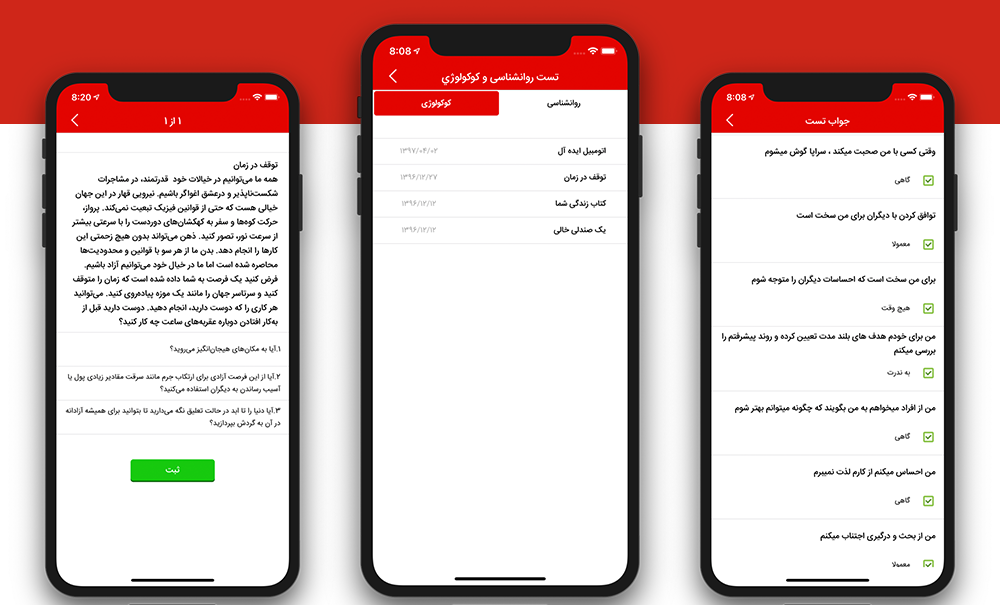 8:20
۱ از ۱
توقف در زمان
همه ما می‌توانیم در خیالات خود قدرتمند، در مشاجرات
شکست‌ناپذیر و درعشق اغواگر باشیم. نیرویی قهار در این جهان
خیالی هست که حتی از قوانین فیزیک تبعیت نمی‌کند. پرواز،
حرکت کوه‌ها و سفر به کهکشان‌های دوردست را با سرعتی بیشتر
از سرعت نور، تصور کنید. ذهن می‌تواند بدون هیچ زحمتی این
کارها را انجام دهد. بدن ما از هر سو با قوانین و محدودیت‌ها
محاصره شده است اما ما در خیال خود می‌توانیم آزاد باشیم.
فرض کنید یک فرصت به شما داده شده است که زمان را متوقف
کنید و سرتاسر جهان را مانند یک موزه پیاده‌روی کنید. می‌توانید
هر کاری را که دوست دارید، انجام دهید. دوست دارید قبل از
به‌کار افتادن دوباره عقربه‌های ساعت چه کار کنید؟
۱.آیا به مکان‌های هیجان‌انگیز می‌روید؟
۲.آیا از این فرصت آزادی برای ارتکاب جرم مانند سرقت مقادیر زیادی پول یا
آسیب رساندن به دیگران استفاده می‌کنید؟
۳.آیا دنیا را تا ابد در حالت تعلیق نگه می‌دارید تا بتوانید برای همیشه آزادانه
در آن به گردش بپردازید؟
ثبت
8:08
تست روانشناسی و کوکولوژي
روانشناسی
کوکولوژی
اتومبیل ایده آل
۱۳۹۷/۰۴/۰۲
توقف در زمان
۱۳۹۶/۱۲/۲۷
کتاب زندگی شما
۱۳۹۶/۱۲/۱۲
یک صندلی خالی
۱۳۹۶/۱۲/۱۲
8:08
جواب تست
وقتی کسی با من صحبت میکند ، سراپا گوش میشوم
گاهی
توافق کردن با دیگران برای من سخت است
معمولا
برای من سخت است که احساسات دیگران را متوجه شوم
هیچ وقت
من برای خودم هدف های بلند مدت تعیین کرده و روند پیشرفتم را
بررسی میکنم
به ندرت
من از افراد میخواهم به من بگویند که چگونه میتوانم بهتر شوم
گاهی
من احساس میکنم از کارم لذت نمیبرم
گاهی
من از بحث و درگیری اجتناب میکنم
معمولا